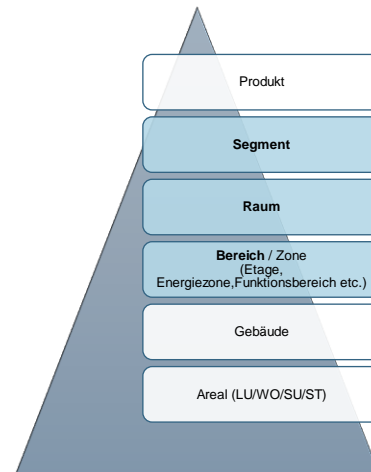 Produkt
Segment
Raum
Bereich / Zone
(Etage,
Energiezone,Funktionsbereich etc.)
Gebäude
Areal (LU/WO/SU/ST)